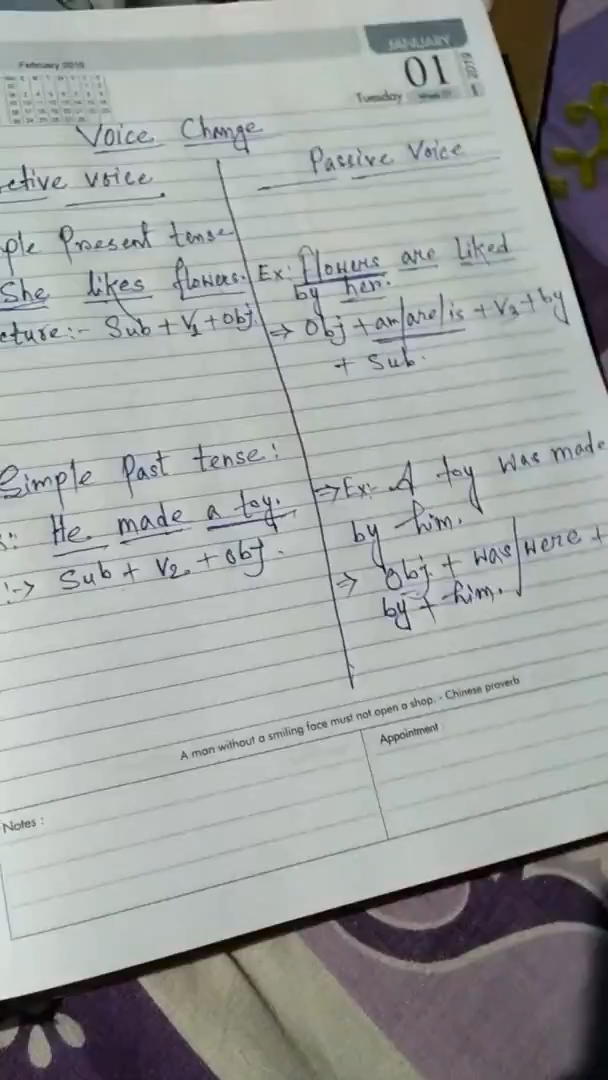 February 2019
JANUARY
01
2019
Tuesday
Voice Change
ctive voice
Passive Voice
ple Present tense
She likes flowers.
Ex: Flowers are liked
by her.
cture:- Sub + V1 + Obj.
⇒ Obj + am/are/is + V3 + by
+ Sub.
Simple Past tense:
⇒ Ex:- A toy was made
by him.
He made a toy.
:-> Sub + V2 + Obj.
⇒ Obj. + was/were +
by + him.
A man without a smiling face must not open a shop. - Chinese proverb
Notes :
Appointment :